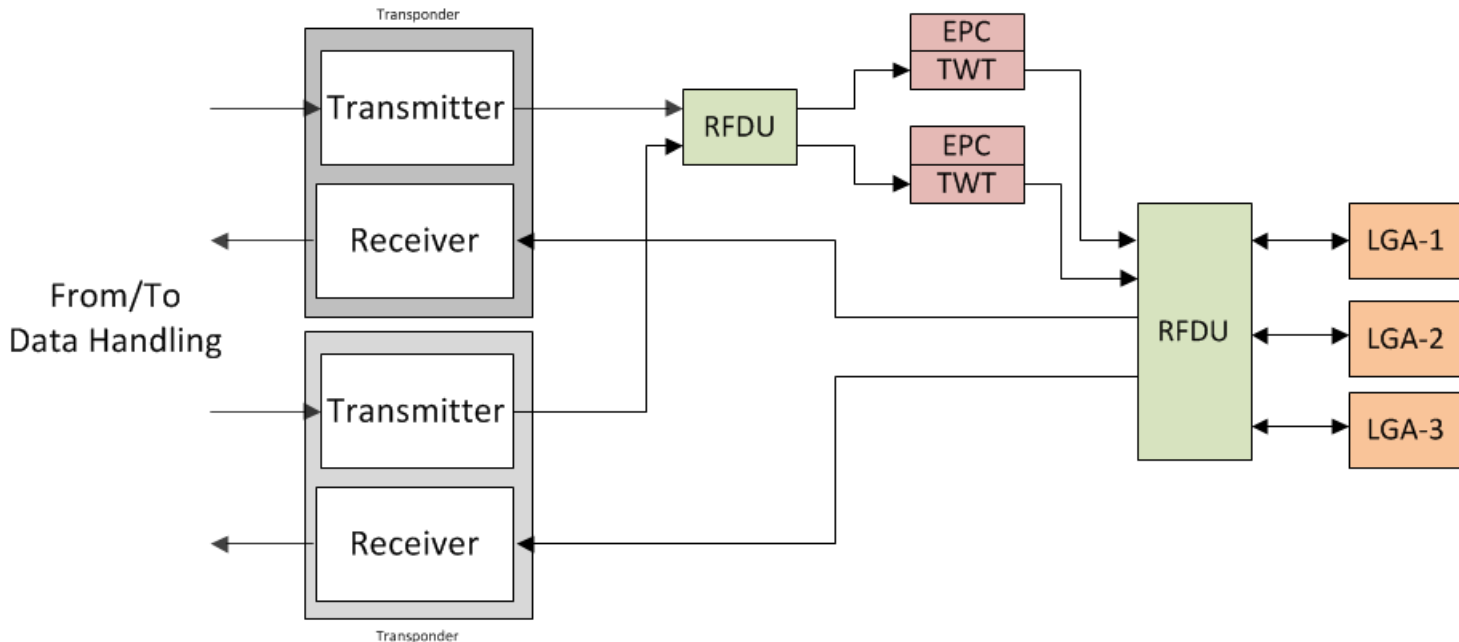 Transponder
Transmitter
Receiver
From/To
Data Handling
Transmitter
Receiver
Transponder
RFDU
EPC
TWT
EPC
TWT
RFDU
LGA-1
LGA-2
LGA-3